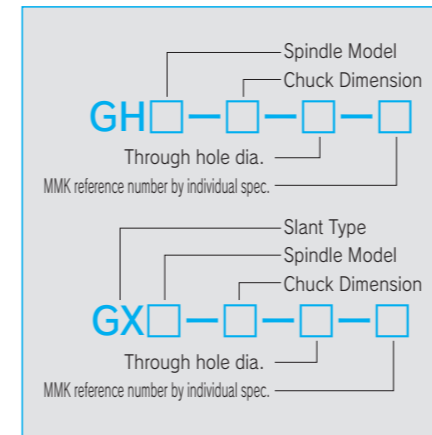 Spindle Model
Chuck Dimension
GH□-□-□-□
Through hole dia.
MMK reference number by individual spec.
Slant Type
Spindle Model
Chuck Dimension
GX□-□-□-□
Through hole dia.
MMK reference number by individual spec.